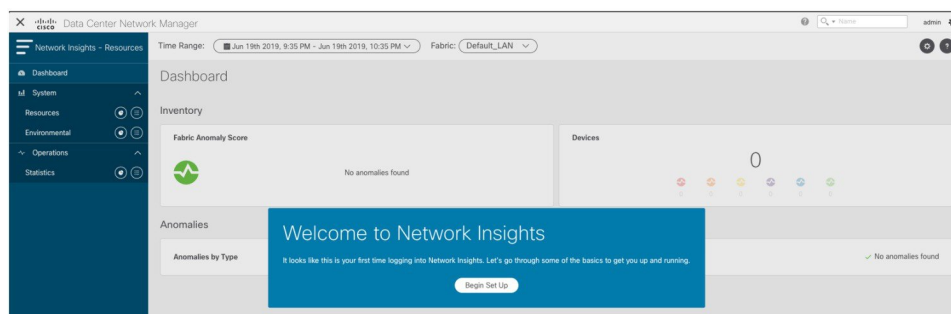 cisco Data Center Network Manager
Name
admin
Network Insights - Resources
Time Range: Jun 19th 2019, 9:35 PM - Jun 19th 2019, 10:35 PM
Fabric: Default_LAN
?
Dashboard
System
Resources
Environmental
Operations
Statistics
Dashboard
Inventory
Fabric Anomaly Score
No anomalies found
Devices
0
Anomalies
Anomalies by Type
No anomalies found
Welcome to Network Insights
It looks like this is your first time logging into Network Insights. Let's go through some of the basics to get you up and running.
Begin Set Up